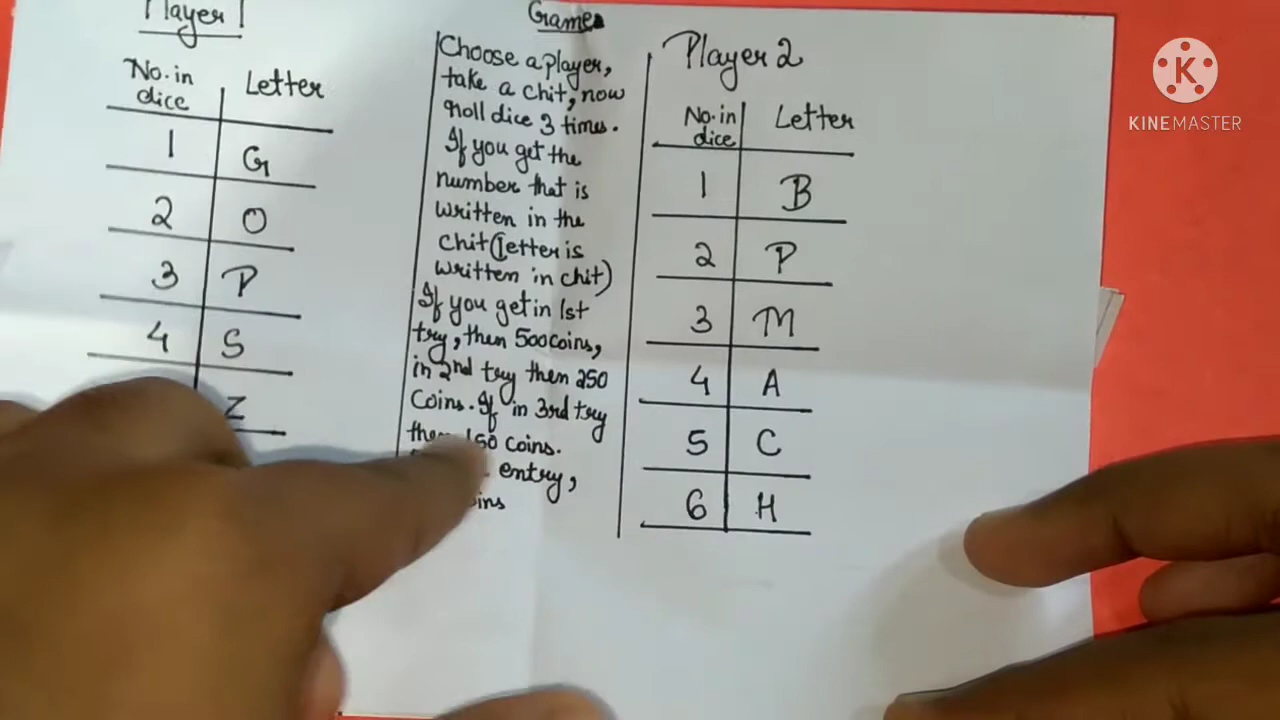 Player 1
No. in dice
Letter
1 G
2 O
3 P
4 S
Z
Game
Choose a player,
take a chit, now
roll dice 3 times.
If you get the
number that is
written in the
chit (letter is
written in chit)
If you get in 1st
try, then 500 coins,
in 2nd try then 250
Coins. If in 3rd try
then 150 coins.
entry,
Player 2
No. in dice
Letter
1 B
2 P
3 M
4 A
5 C
6 H
K
KINEMASTER